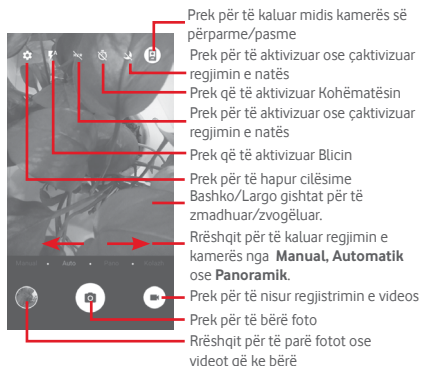 Prek për të kaluar midis kamerës së
përparme/pasme
Prek për të aktivizuar ose çaktivizuar
regjimin e natës
Prek që të aktivizuar Kohëmatësin
Prek për të aktivizuar ose çaktivizuar
regjimin e natës
Prek që të aktivizuar Blicin
Prek për të hapur cilësime
Bashko/Largo gishtat për të
zmadhuar/zvogëluar.
Rrëshqit për të kaluar regjimin e
kamerës nga Manual, Automatik
ose Panoramik.
Manual Auto
Prek për të nisur regjistrimin e videos
Prek për të bërë foto
Rrëshqit për të parë fotot ose
videot që ke bërë